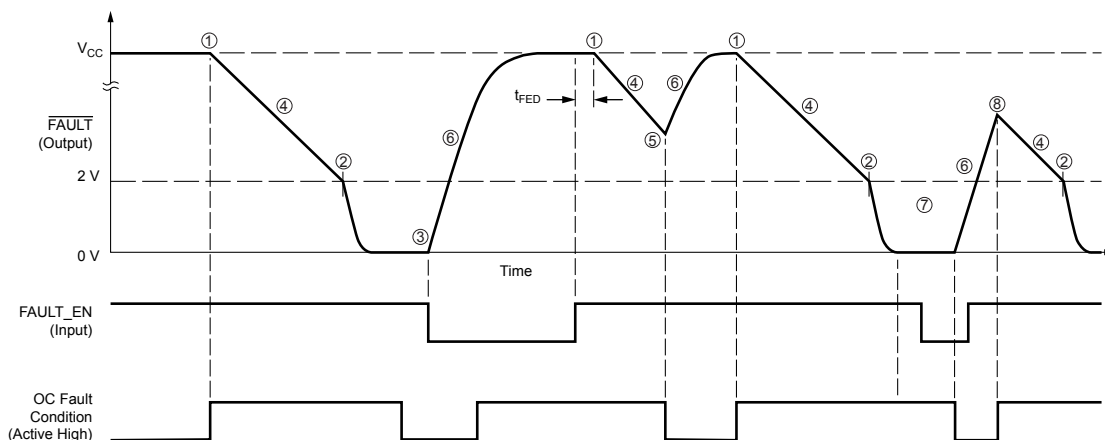 V_CC
① ① ①
④ ⑥ ④ ⑥ ④ ⑧
t_FED
FAULT
(Output)
⑤
② ② ⑥ ④ ②
2 V
⑦
③
0 V
Time
FAULT_EN
(Input)
OC Fault
Condition
(Active High)